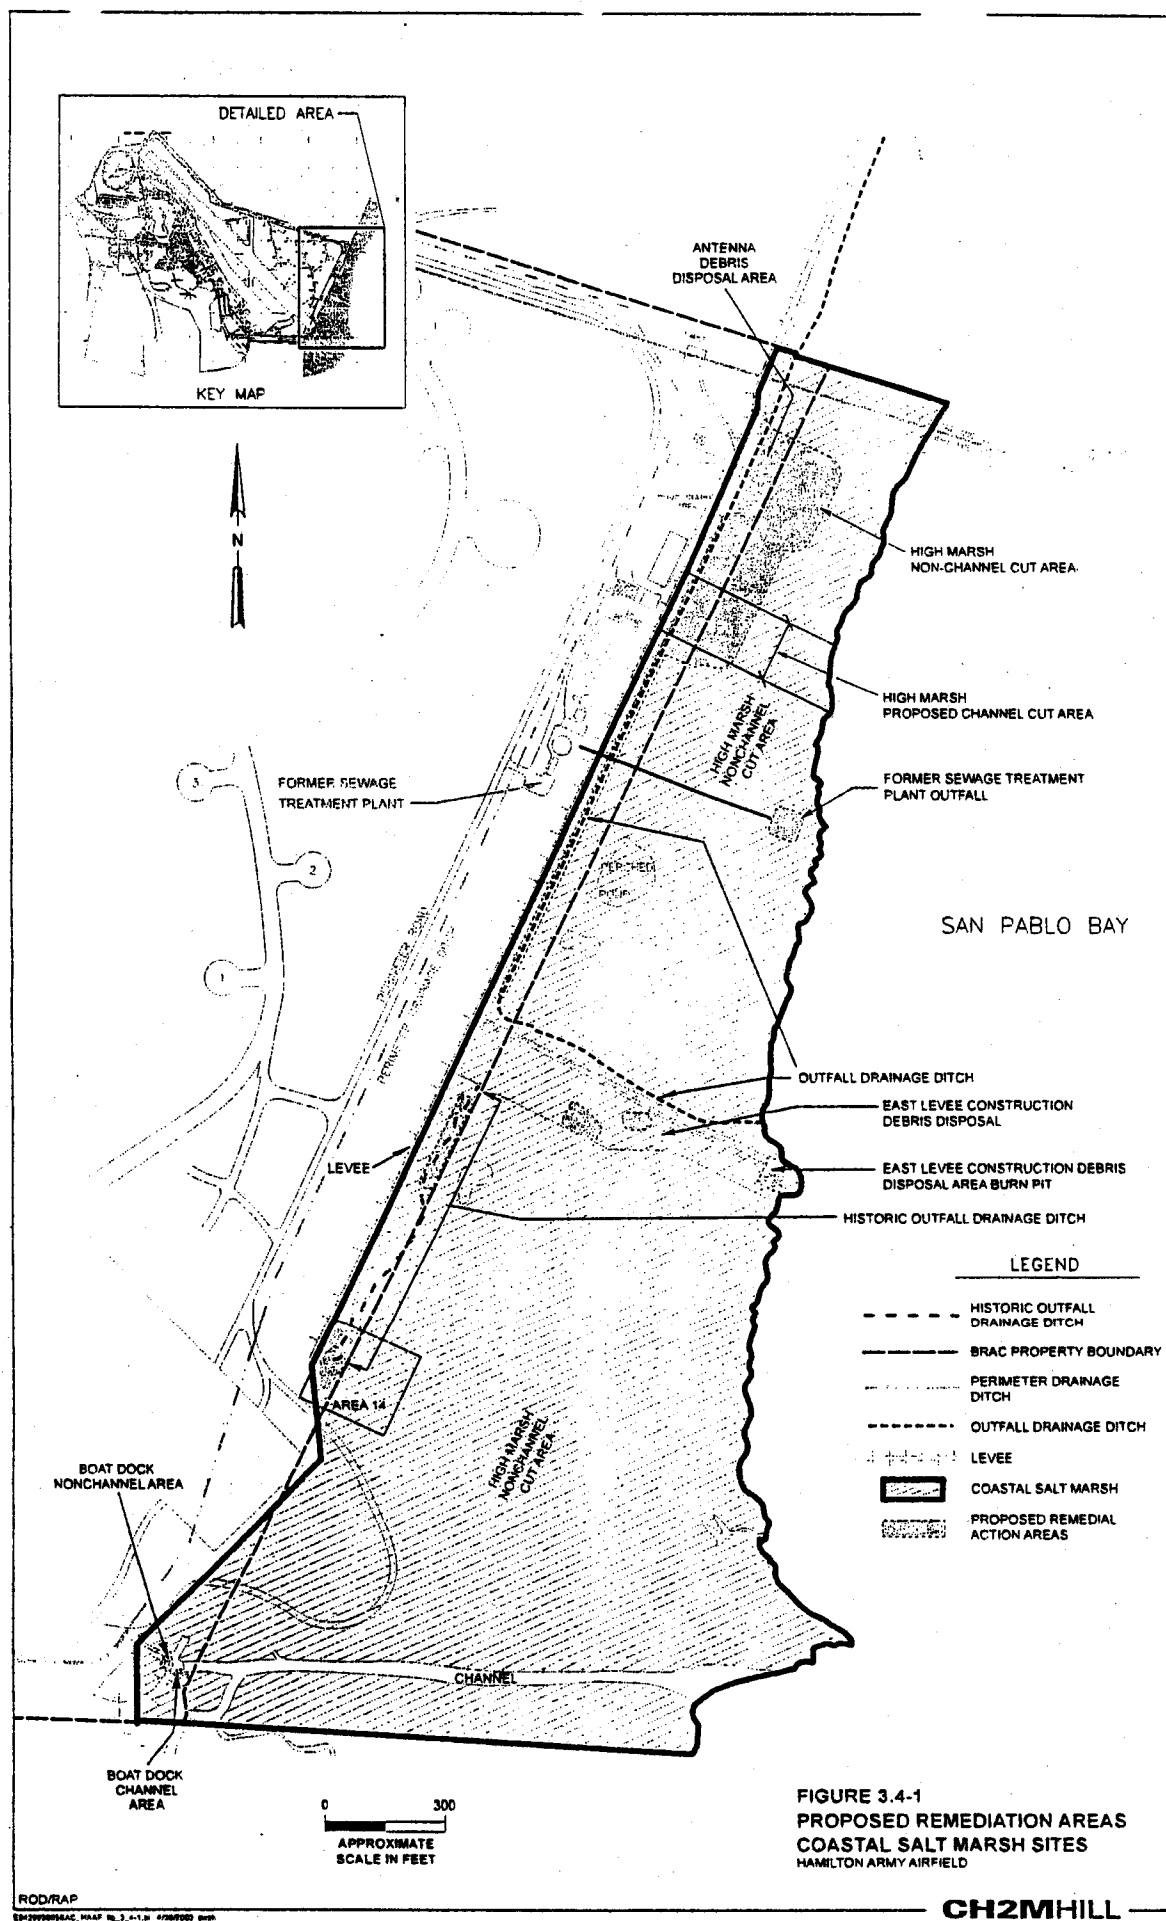 DETAILED AREA
KEY MAP
N
ANTENNA
DEBRIS
DISPOSAL AREA
HIGH MARSH
NON-CHANNEL CUT AREA
HIGH MARSH
PROPOSED CHANNEL CUT AREA
HIGH MARSH
NONCHANNEL
CUT AREA
FORMER SEWAGE
TREATMENT PLANT
FORMER SEWAGE TREATMENT
PLANT OUTFALL
3
2
1
PERCHED
POND
SAN PABLO BAY
PERIMETER ROAD
OUTFALL DRAINAGE DITCH
EAST LEVEE CONSTRUCTION
DEBRIS DISPOSAL
LEVEE
EAST LEVEE CONSTRUCTION DEBRIS
DISPOSAL AREA BURN PIT
HISTORIC OUTFALL DRAINAGE DITCH
AREA 14
HIGH MARSH
NONCHANNEL
CUT AREA
LEGEND
HISTORIC OUTFALL
DRAINAGE DITCH
BRAC PROPERTY BOUNDARY
PERIMETER DRAINAGE
DITCH
OUTFALL DRAINAGE DITCH
LEVEE
COASTAL SALT MARSH
PROPOSED REMEDIAL
ACTION AREAS
BOAT DOCK
NONCHANNEL AREA
CHANNEL
BOAT DOCK
CHANNEL
AREA
0 300
APPROXIMATE
SCALE IN FEET
FIGURE 3.4-1
PROPOSED REMEDIATION AREAS
COASTAL SALT MARSH SITES
HAMILTON ARMY AIRFIELD
ROD/RAP
CH2MHILL